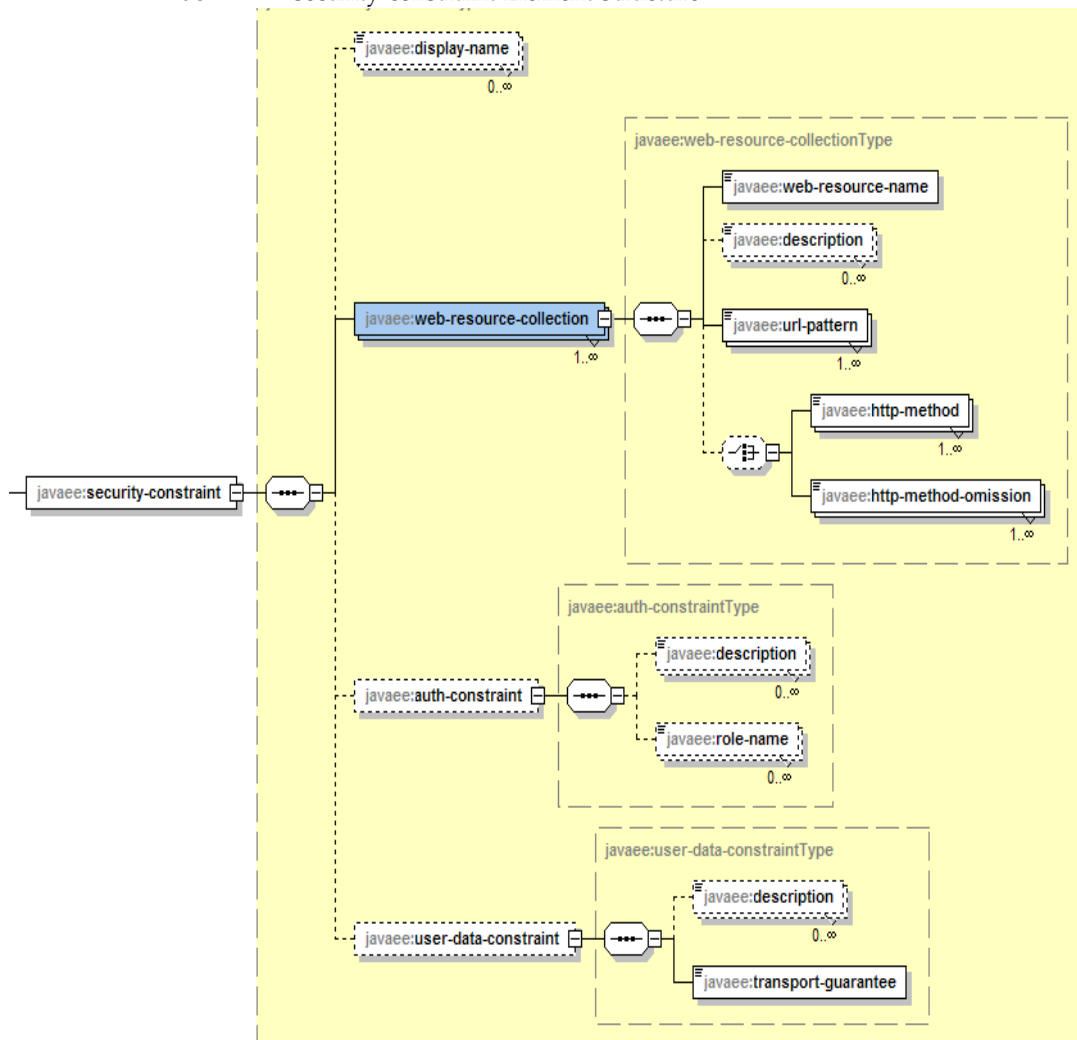 javaee:display-name
0..∞
javaee:web-resource-collectionType
javaee:web-resource-name
javaee:description
0..∞
javaee:web-resource-collection
1..∞
javaee:url-pattern
1..∞
javaee:http-method
1..∞
javaee:security-constraint
javaee:http-method-omission
1..∞
javaee:auth-constraintType
javaee:description
0..∞
javaee:auth-constraint
javaee:role-name
0..∞
javaee:user-data-constraintType
javaee:description
0..∞
javaee:user-data-constraint
javaee:transport-guarantee